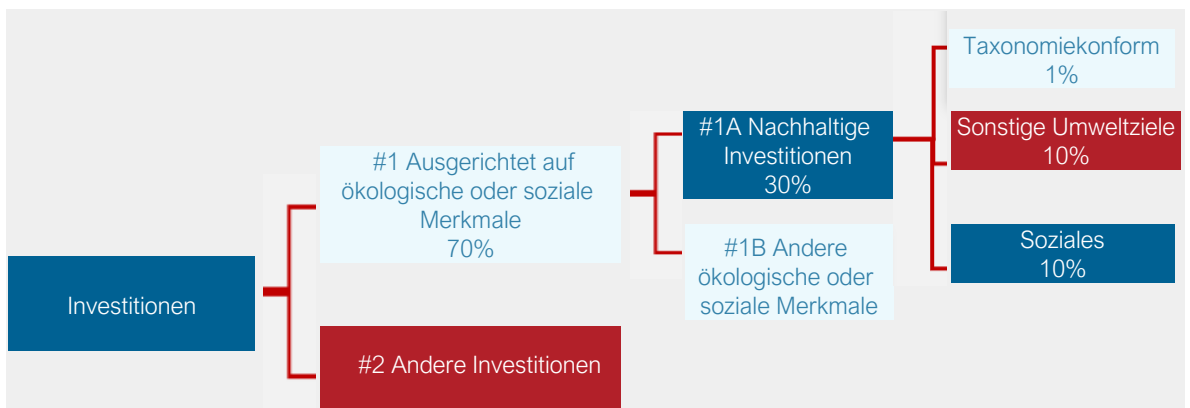 Investitionen
#1 Ausgerichtet auf
ökologische oder soziale
Merkmale
70%
#2 Andere Investitionen
#1A Nachhaltige
Investitionen
30%
#1B Andere
ökologische oder
soziale Merkmale
Taxonomiekonform
1%
Sonstige Umweltziele
10%
Soziales
10%